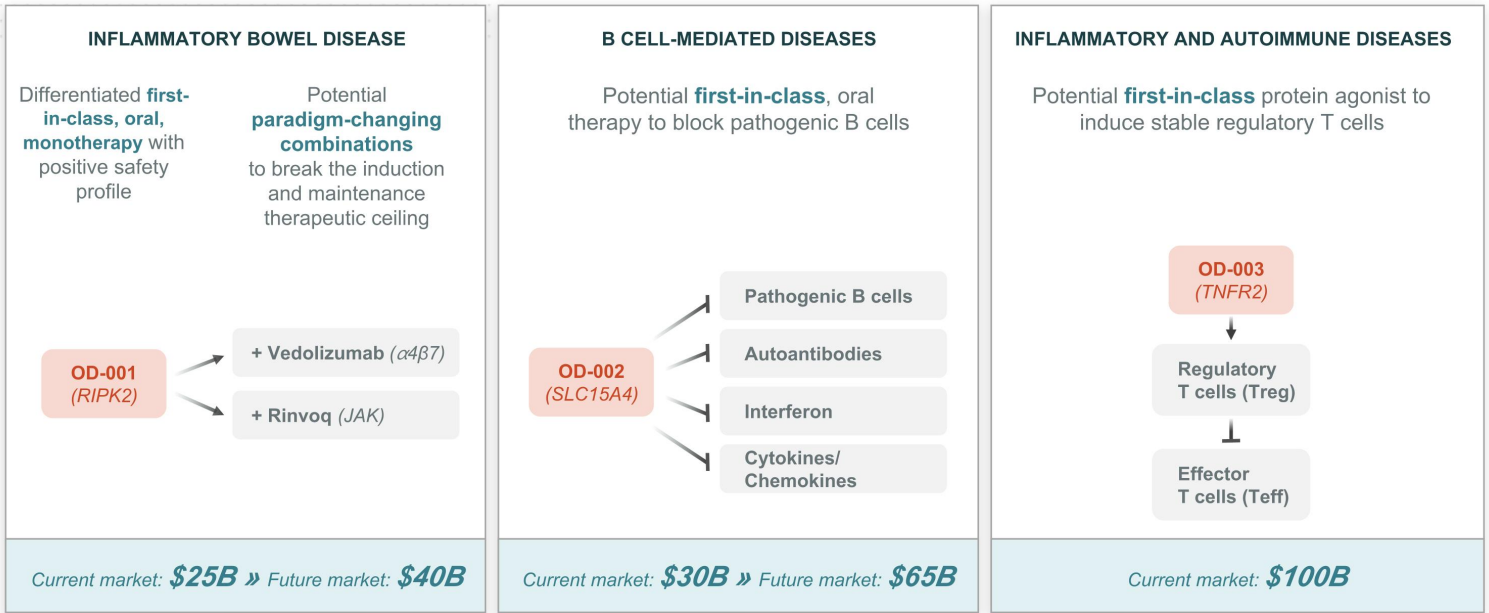 INFLAMMATORY BOWEL DISEASE
Differentiated first-
in-class, oral,
monotherapy with
positive safety
profile
Potential
paradigm-changing
combinations
to break the induction
and maintenance
therapeutic ceiling
OD-001
(RIPK2)
+ Vedolizumab (α4β7)
+ Rinvoq (JAK)
Current market: $25B » Future market: $40B
B CELL-MEDIATED DISEASES
Potential first-in-class, oral
therapy to block pathogenic B cells
OD-002
(SLC15A4)
Pathogenic B cells
Autoantibodies
Interferon
Cytokines/
Chemokines
Current market: $30B » Future market: $65B
INFLAMMATORY AND AUTOIMMUNE DISEASES
Potential first-in-class protein agonist to
induce stable regulatory T cells
OD-003
(TNFR2)
Regulatory
T cells (Treg)
Effector
T cells (Teff)
Current market: $100B